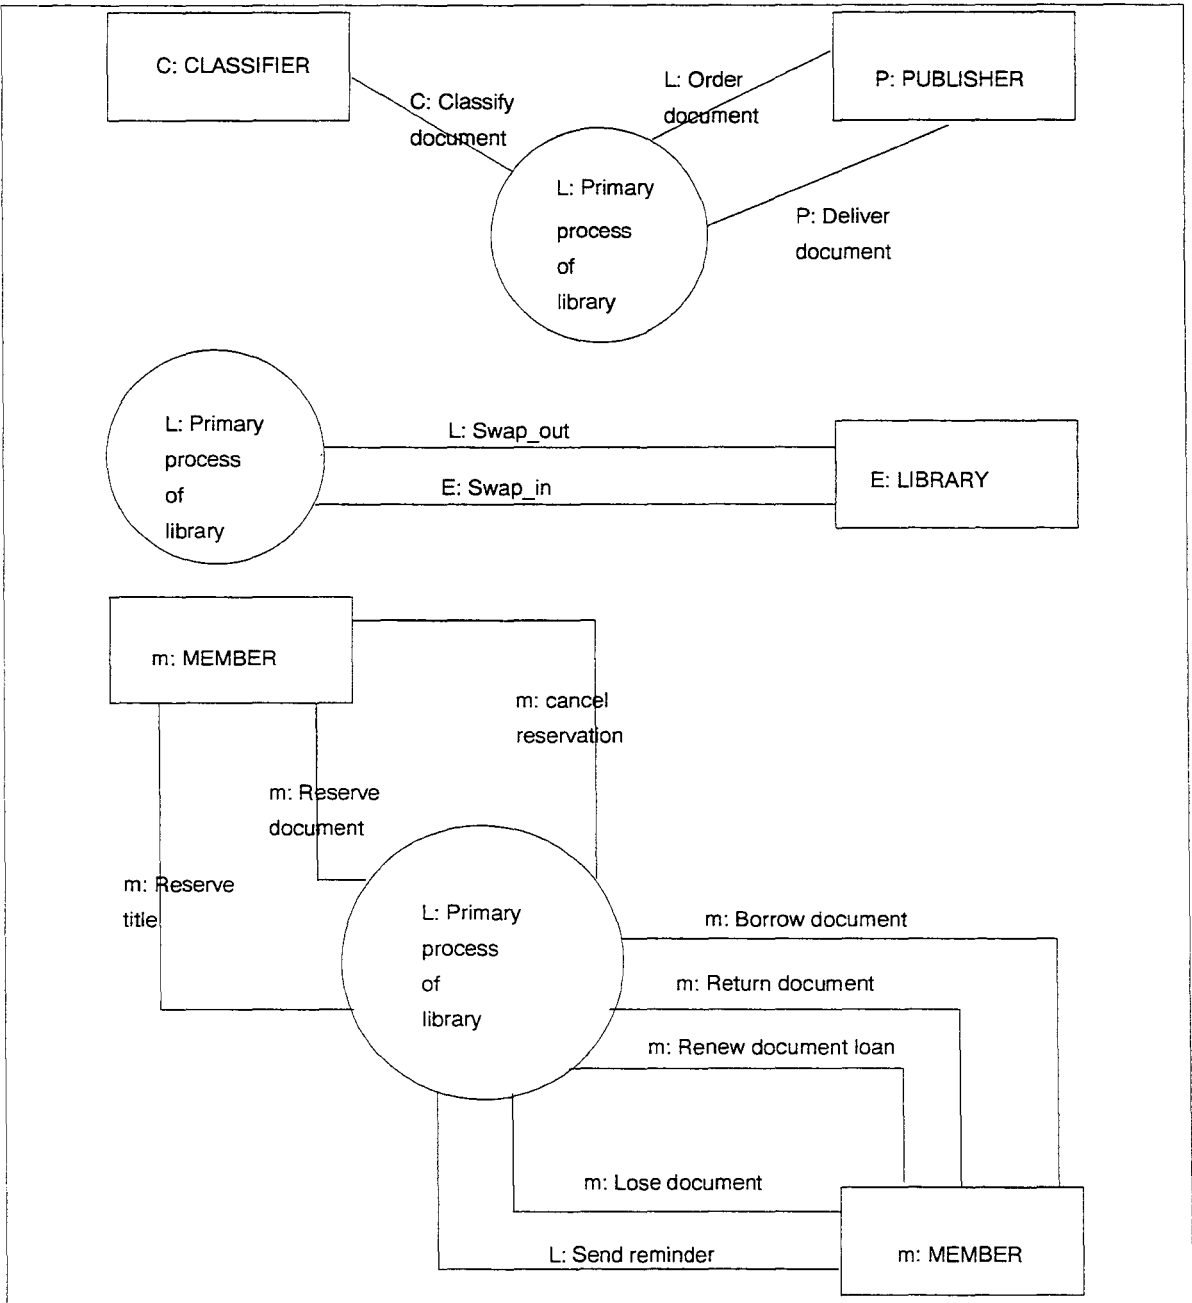 C: CLASSIFIER
C: Classify
document
L: Order
document
P: PUBLISHER
L: Primary
process
of
library
P: Deliver
document
L: Primary
process
of
library
L: Swap_out
E: Swap_in
E: LIBRARY
m: MEMBER
m: cancel
reservation
m: Reserve
document
m: Reserve
title
L: Primary
process
of
library
m: Borrow document
m: Return document
m: Renew document loan
m: Lose document
L: Send reminder
m: MEMBER